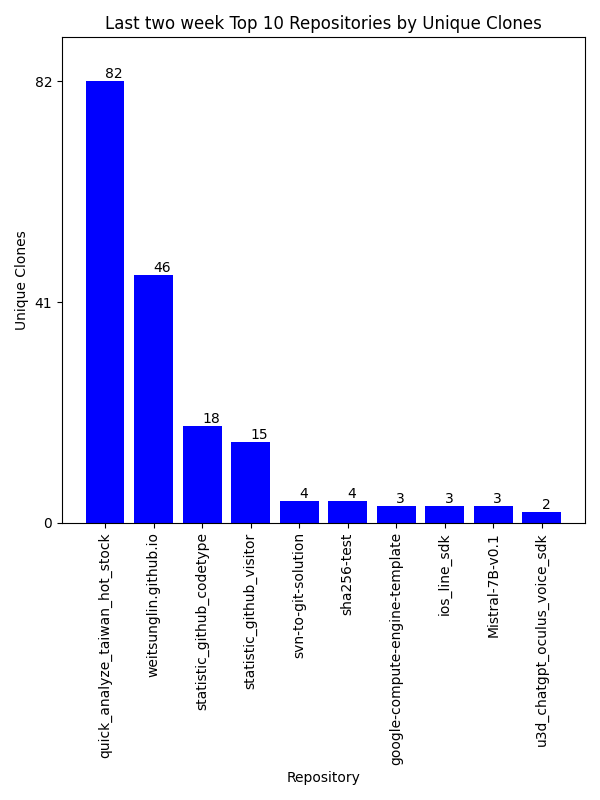 Last two week Top 10 Repositories by Unique Clones
82
41
0
Unique Clones
82
46
18
15
4
4
3
3
3
2
quick_analyze_taiwan_hot_stock
weitsunglin.github.io
statistic_github_codetype
statistic_github_visitor
svn-to-git-solution
sha256-test
google-compute-engine-template
ios_line_sdk
Mistral-7B-v0.1
u3d_chatgpt_oculus_voice_sdk
Repository